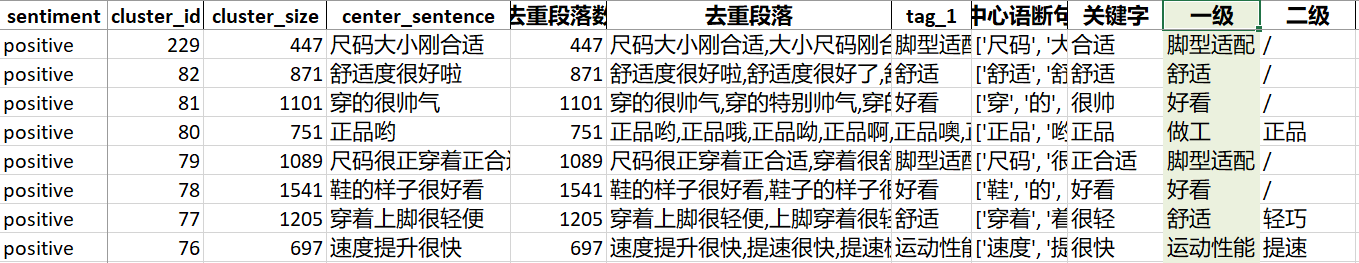 sentiment cluster_id cluster_size center_sentence 去重段落数 去重段落 tag_1 中心语断句 关键字 一级 二级
positive 229 447 尺码大小刚合适 447 尺码大小刚合适,大小尺码刚合 脚型适配 ['尺码', '大 合适 脚型适配 /
positive 82 871 舒适度很好啦 871 舒适度很好啦,舒适度很好了, 舒适 ['舒适', '舒 舒适 舒适 /
positive 81 1101 穿的很帅气 1101 穿的很帅气,穿的特别帅气,穿的 好看 ['穿', '的', 很帅 好看 /
positive 80 751 正品哟 751 正品哟,正品哦,正品呦,正品啊,正品噢, ['正品', '哟 正品 做工 正品
positive 79 1089 尺码很正穿着正合适 1089 尺码很正穿着正合适,穿着很舒 脚型适配 ['尺码', '很 正合适 脚型适配 /
positive 78 1541 鞋的样子很好看 1541 鞋的样子很好看,鞋子的样子很 好看 ['鞋', '的', 好看 好看 /
positive 77 1205 穿着上脚很轻便 1205 穿着上脚很轻便,上脚穿着很轻 舒适 ['穿着', '着 很轻 舒适 轻巧
positive 76 697 速度提升很快 697 速度提升很快,提速很快,提速 运动性能 ['速度', '提 很快 运动性能 提速